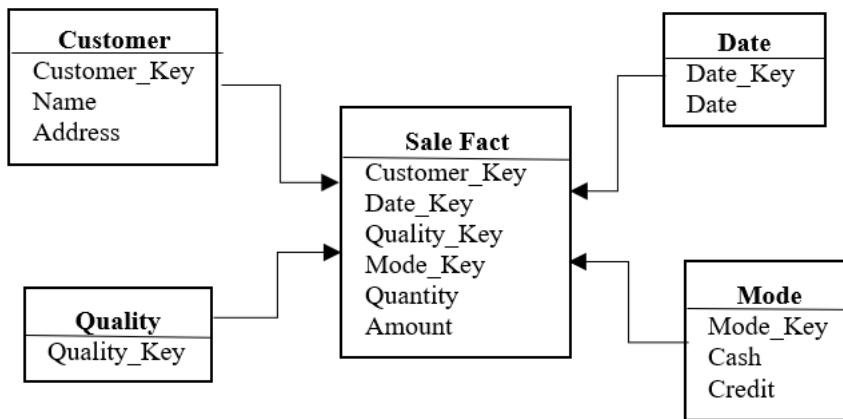 Customer
Customer_Key
Name
Address
Date
Date_Key
Date
Sale Fact
Customer_Key
Date_Key
Quality_Key
Mode_Key
Quantity
Amount
Quality
Quality_Key
Mode
Mode_Key
Cash
Credit